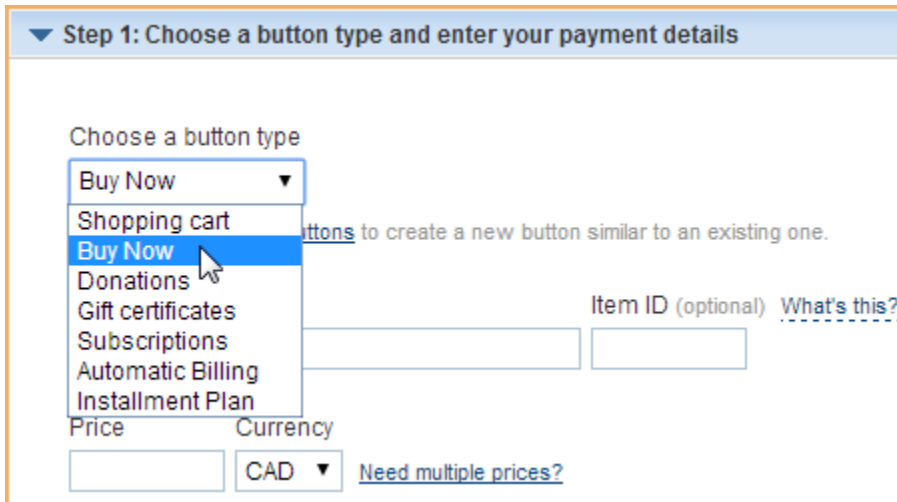 Step 1: Choose a button type and enter your payment details
Choose a button type
Buy Now
Shopping cart
Buy Now
Donations
Gift certificates
Subscriptions
Automatic Billing
Installment Plan
to create a new button similar to an existing one.
Item ID (optional) What's this?
Price Currency
CAD Need multiple prices?